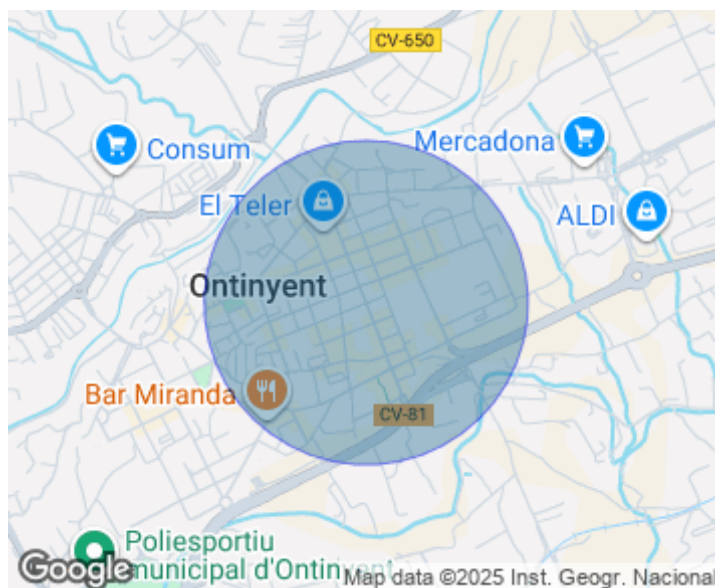 CV-650
Mercadona
Consum
El Teler
ALDI
Ontinyent
Bar Miranda
CV-81
Poliesportiu
municipal d'Ontinyent
Google
Map data ©2025 Inst. Geogr. Nacional